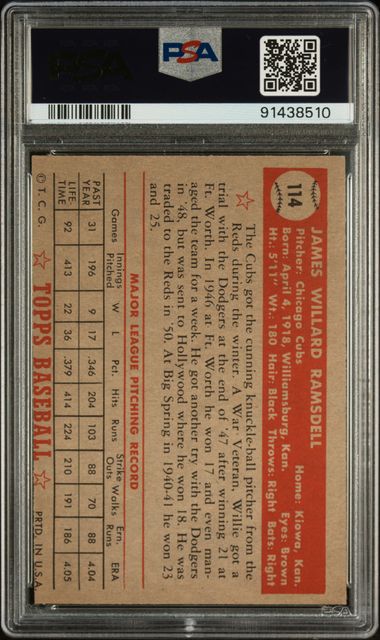 PSA
PSA
91438510
114
JAMES WILLARD RAMSDELL
Pitcher: Chicago Cubs Home: Kiowa, Kan.
Born: April 4, 1918, Williamsburg, Kan. Eyes: Brown
Ht.: 5'11" Wt.: 180 Hair: Black Throws: Right Bats: Right
The Cubs got the cunning knuckle-ball pitcher from the
Reds during the winter. A War Veteran, Willie got a
trial with the Dodgers at the end of '47 after winning 21 at
Ft. Worth. In 1946 at Ft. Worth he won 17 and even man-
aged the team for a week. He got another try with the Dodgers
in '48, but was sent to Hollywood where he won 18. He was
traded to the Reds in '50. At Big Spring in 1940-41 he won 23
and 25.
MAJOR LEAGUE PITCHING RECORD
Games Innings Pitched W L Pct. Hits Runs Strike Outs Walks Ern. Runs ERA
PAST YEAR 31 196 9 17 .346 204 103 88 70 88 4.04
LIFE- TIME 92 413 22 36 .379 414 224 210 191 186 4.05
© T. C. G. TOPPS BASEBALL PRTD. IN U.S.A.
PSA